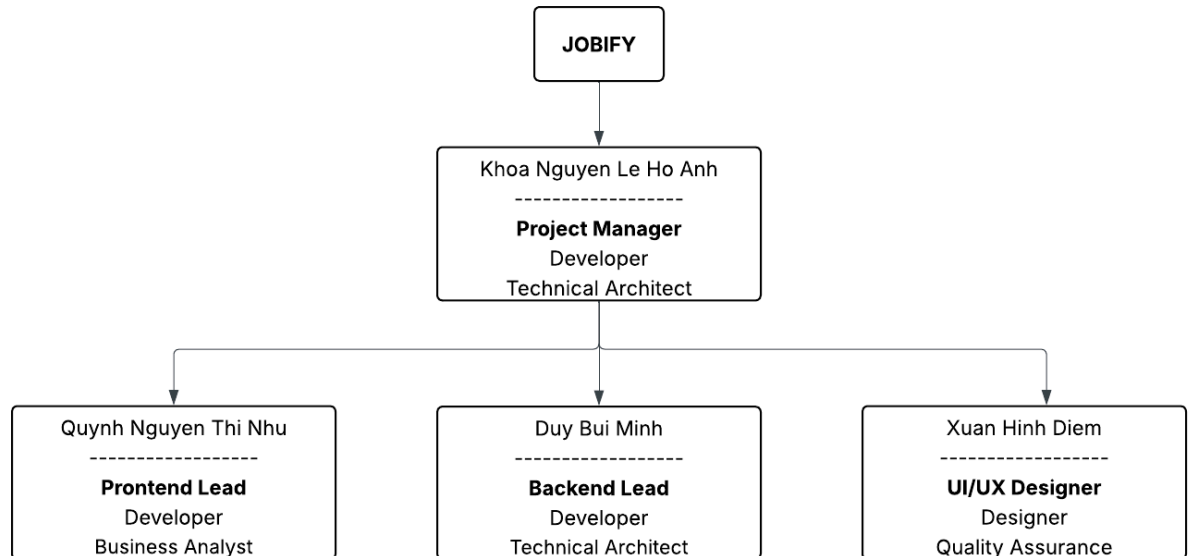 JOBIFY
Khoa Nguyen Le Ho Anh
------------------
Project Manager
Developer
Technical Architect
Quynh Nguyen Thi Nhu
------------------
Prontend Lead
Developer
Business Analyst
Duy Bui Minh
------------------
Backend Lead
Developer
Technical Architect
Xuan Hinh Diem
------------------
UI/UX Designer
Designer
Quality Assurance